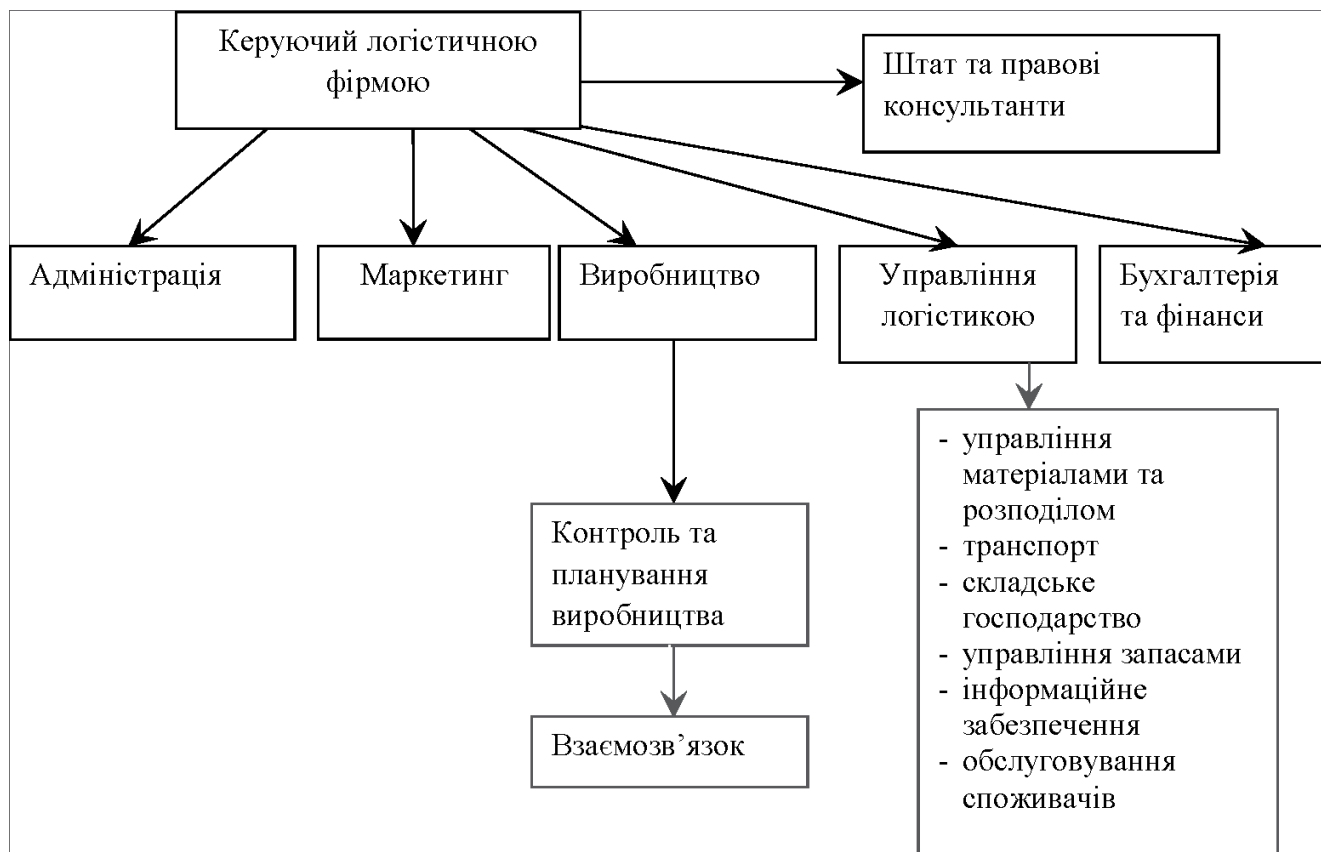 Керуючий логістичною
фірмою
Штат та правові
консультанти
Адміністрація
Маркетинг
Виробництво
Управління
логістикою
Бухгалтерія
та фінанси
Контроль та
планування
виробництва
Взаємозв’язок
- управління
матеріалами та
розподілом
- транспорт
- складське
господарство
- управління запасами
- інформаційне
забезпечення
- обслуговування
споживачів